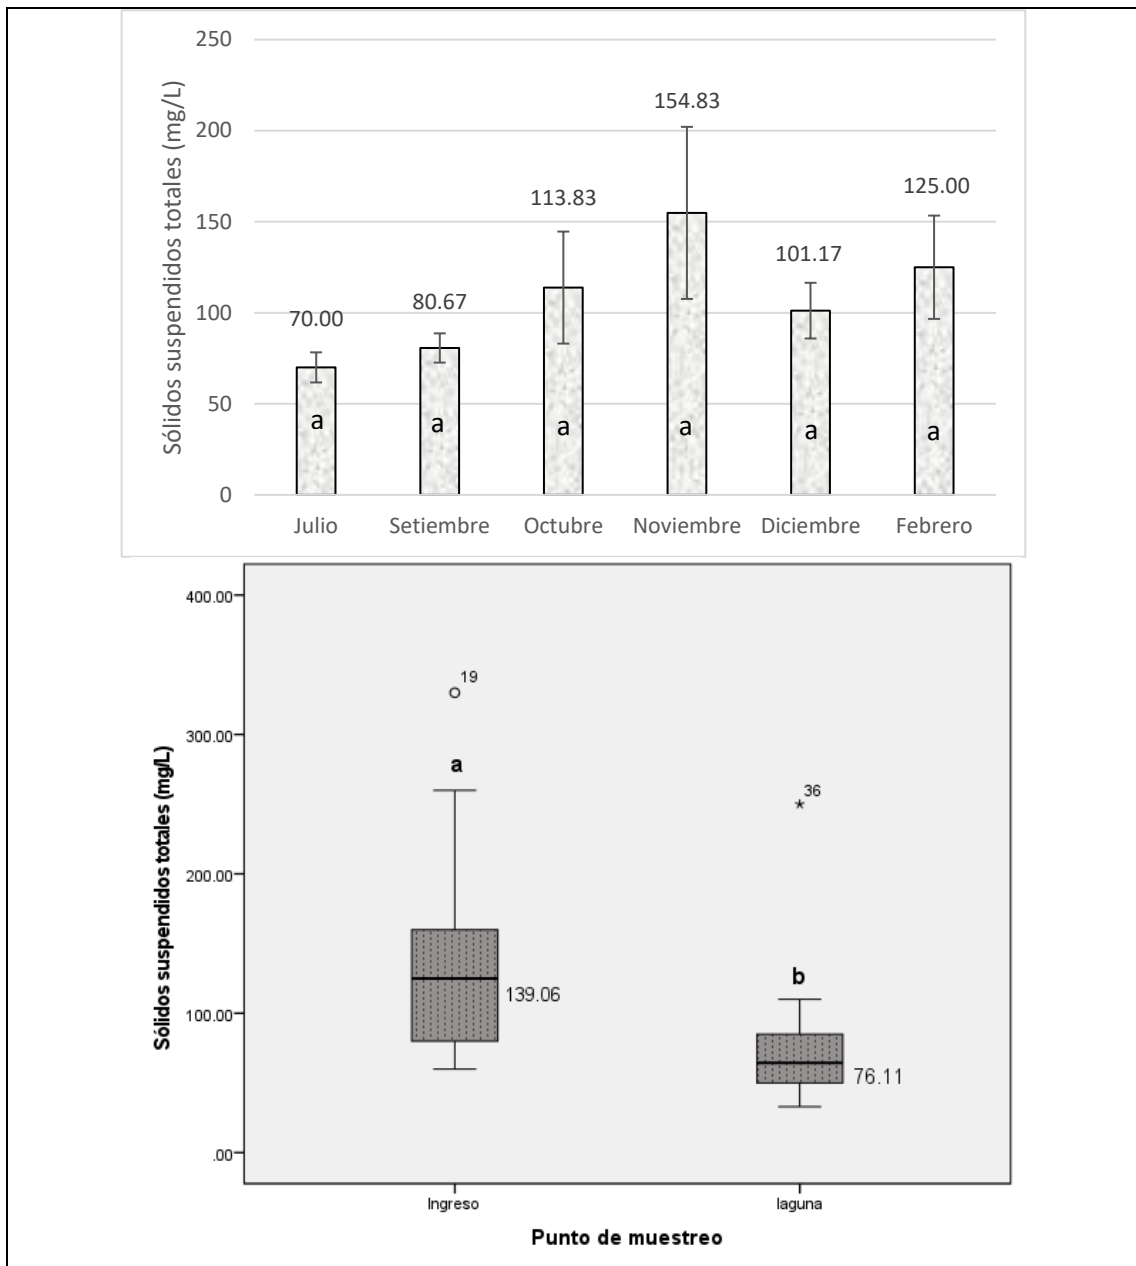 Sólidos suspendidos totales (mg/L)
250
200
150
100
50
0
70.00
80.67
113.83
154.83
101.17
125.00
a
a
a
a
a
a
Julio
Setiembre
Octubre
Noviembre
Diciembre
Febrero
Sólidos suspendidos totales (mg/L)
400.00
300.00
200.00
100.00
.00
19
a
139.06
36
b
76.11
Ingreso
laguna
Punto de muestreo